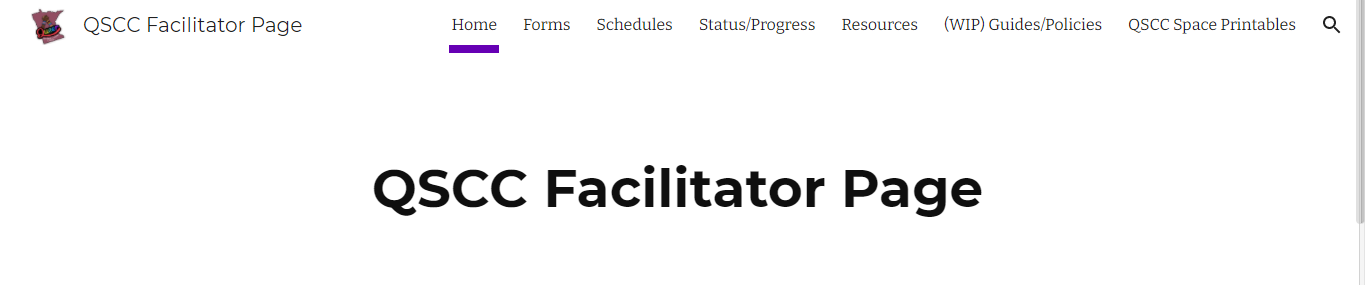 QSCC Facilitator Page
Home Forms Schedules Status/Progress Resources (WIP) Guides/Policies QSCC Space Printables
QSCC Facilitator Page